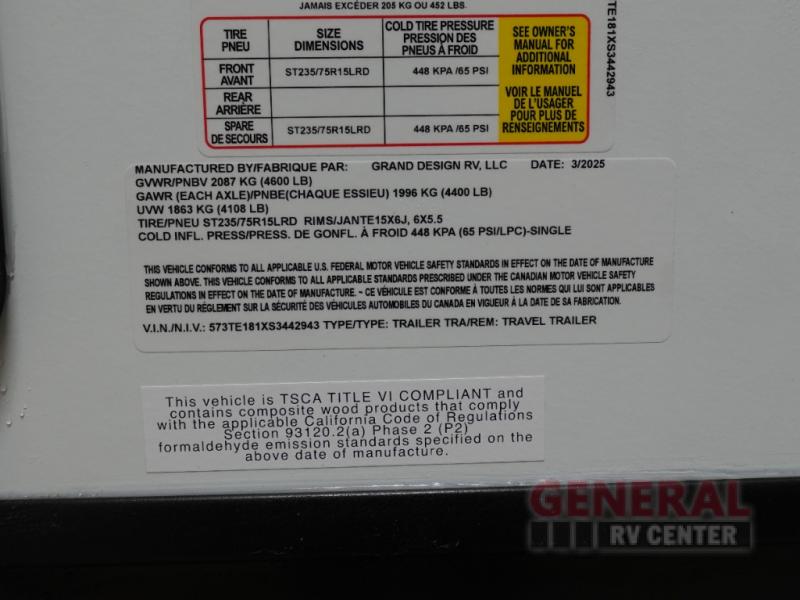 JAMAIS EXCÉDER 205 KG OU 452 LBS.
TIRE PNEU SIZE DIMENSIONS COLD TIRE PRESSURE PRESSION DES PNEUS À FROID
SEE OWNER'S MANUAL FOR ADDITIONAL INFORMATION
FRONT AVANT ST235/75R15LRD 448 KPA /65 PSI
REAR ARRIÈRE
VOIR LE MANUEL DE L'USAGER POUR PLUS DE RENSEIGNEMENTS
SPARE DE SECOURS ST235/75R15LRD 448 KPA /65 PSI
TE181XS3442943
MANUFACTURED BY/FABRIQUE PAR: GRAND DESIGN RV, LLC DATE: 3/2025
GVWR/PNBV 2087 KG (4600 LB)
GAWR (EACH AXLE)/PNBE(CHAQUE ESSIEU) 1996 KG (4400 LB)
UVW 1863 KG (4108 LB)
TIRE/PNEU ST235/75R15LRD RIMS/JANTE15X6J, 6X5.5
COLD INFL. PRESS/PRESS. DE GONFL. À FROID 448 KPA (65 PSI/LPC)-SINGLE
THIS VEHICLE CONFORMS TO ALL APPLICABLE U.S. FEDERAL MOTOR VEHICLE SAFETY STANDARDS IN EFFECT ON THE DATE OF MANUFACTURE
SHOWN ABOVE. THIS VEHICLE CONFORMS TO ALL APPLICABLE STANDARDS PRESCRIBED UNDER THE CANADIAN MOTOR VEHICLE SAFETY
REGULATIONS IN EFFECT ON THE DATE OF MANUFACTURE. ~ CE VÉHICULE EST CONFORME À TOUTES LES NORMES QUI LUI SONT APPLICABLES
EN VERTU DU RÈGLEMENT SUR LA SÉCURITÉ DES VÉHICULES AUTOMOBILES DU CANADA EN VIGUEUR À LA DATE DE SA FABRICATION.
V.I.N./N.I.V.: 573TE181XS3442943 TYPE/TYPE: TRAILER TRA/REM: TRAVEL TRAILER
This vehicle is TSCA TITLE VI COMPLIANT and
contains composite wood products that comply
with the applicable California Code of Regulations
Section 93120.2(a) Phase 2 (P2)
formaldehyde emission standards specified on the
above date of manufacture.
GENERAL
RV CENTER